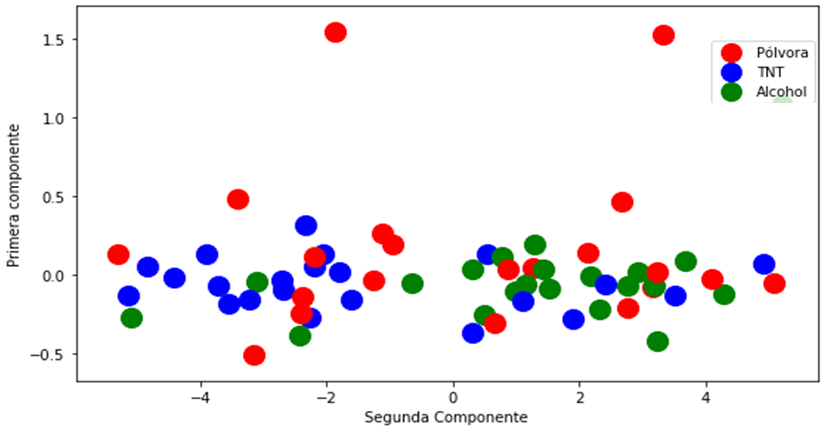 1.5
1.0
0.5
0.0
−0.5
−4
−2
0
2
4
Primera componente
Segunda Componente
Pólvora
TNT
Alcohol